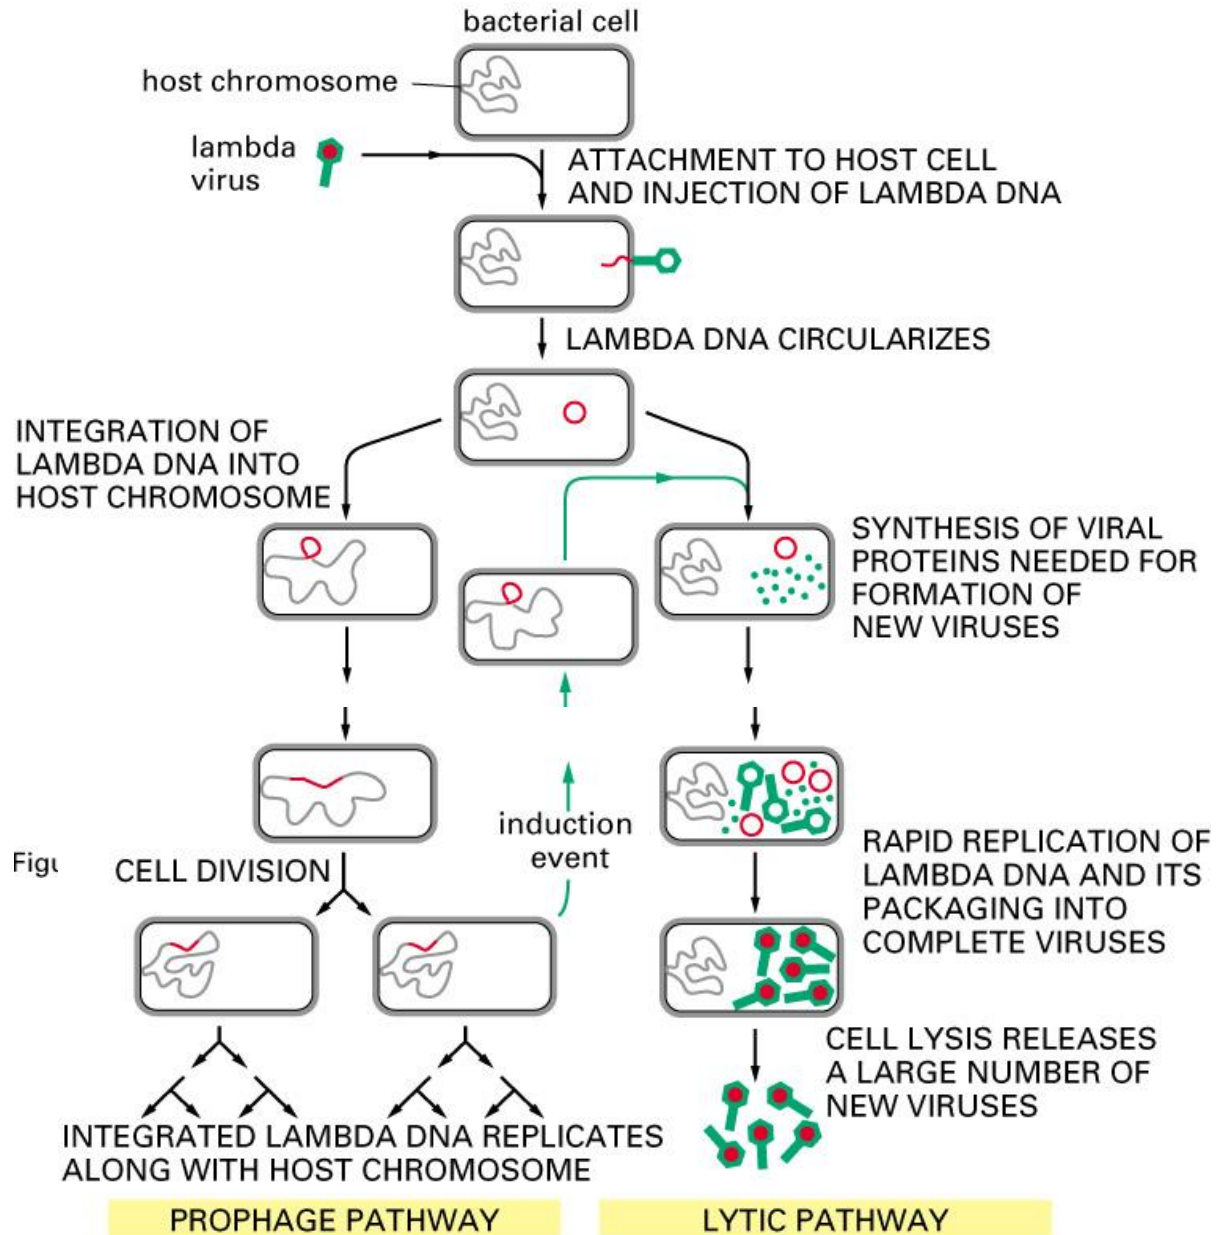 bacterial cell
host chromosome
lambda
virus
ATTACHMENT TO HOST CELL
AND INJECTION OF LAMBDA DNA
LAMBDA DNA CIRCULARIZES
INTEGRATION OF
LAMBDA DNA INTO
HOST CHROMOSOME
SYNTHESIS OF VIRAL
PROTEINS NEEDED FOR
FORMATION OF
NEW VIRUSES
induction
event
Figu
CELL DIVISION
RAPID REPLICATION OF
LAMBDA DNA AND ITS
PACKAGING INTO
COMPLETE VIRUSES
CELL LYSIS RELEASES
A LARGE NUMBER OF
NEW VIRUSES
INTEGRATED LAMBDA DNA REPLICATES
ALONG WITH HOST CHROMOSOME
PROPHAGE PATHWAY
LYTIC PATHWAY